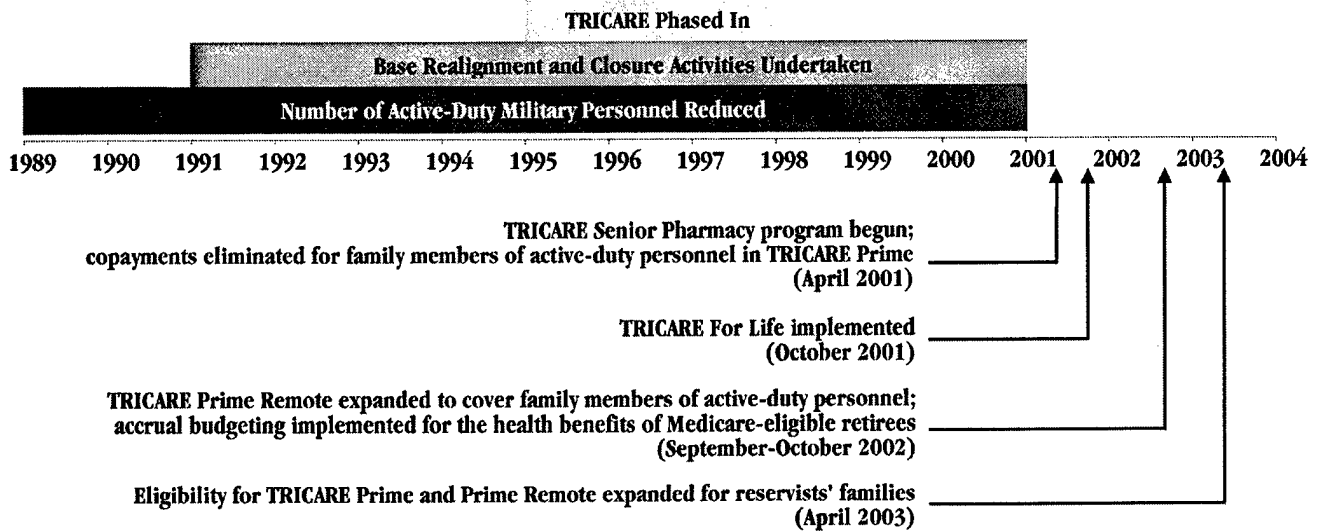 TRICARE Phased In
Base Realignment and Closure Activities Undertaken
Number of Active-Duty Military Personnel Reduced
1989 1990 1991 1992 1993 1994 1995 1996 1997 1998 1999 2000 2001 2002 2003 2004
TRICARE Senior Pharmacy program begun;
copayments eliminated for family members of active-duty personnel in TRICARE Prime
(April 2001)
TRICARE For Life implemented
(October 2001)
TRICARE Prime Remote expanded to cover family members of active-duty personnel;
accrual budgeting implemented for the health benefits of Medicare-eligible retirees
(September-October 2002)
Eligibility for TRICARE Prime and Prime Remote expanded for reservists' families
(April 2003)